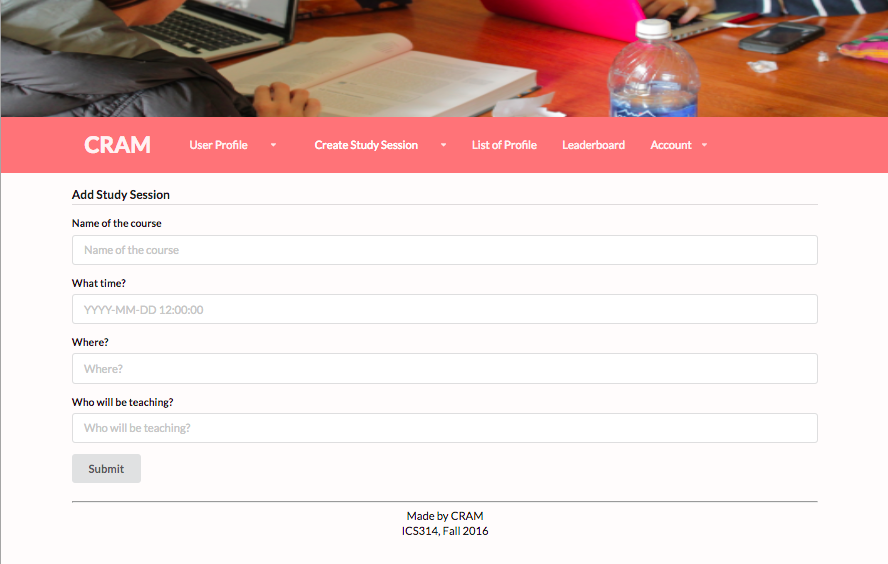 CRAM User Profile Create Study Session List of Profile Leaderboard Account
Add Study Session
Name of the course
Name of the course
What time?
YYYY-MM-DD 12:00:00
Where?
Where?
Who will be teaching?
Who will be teaching?
Submit
Made by CRAM
ICS314, Fall 2016